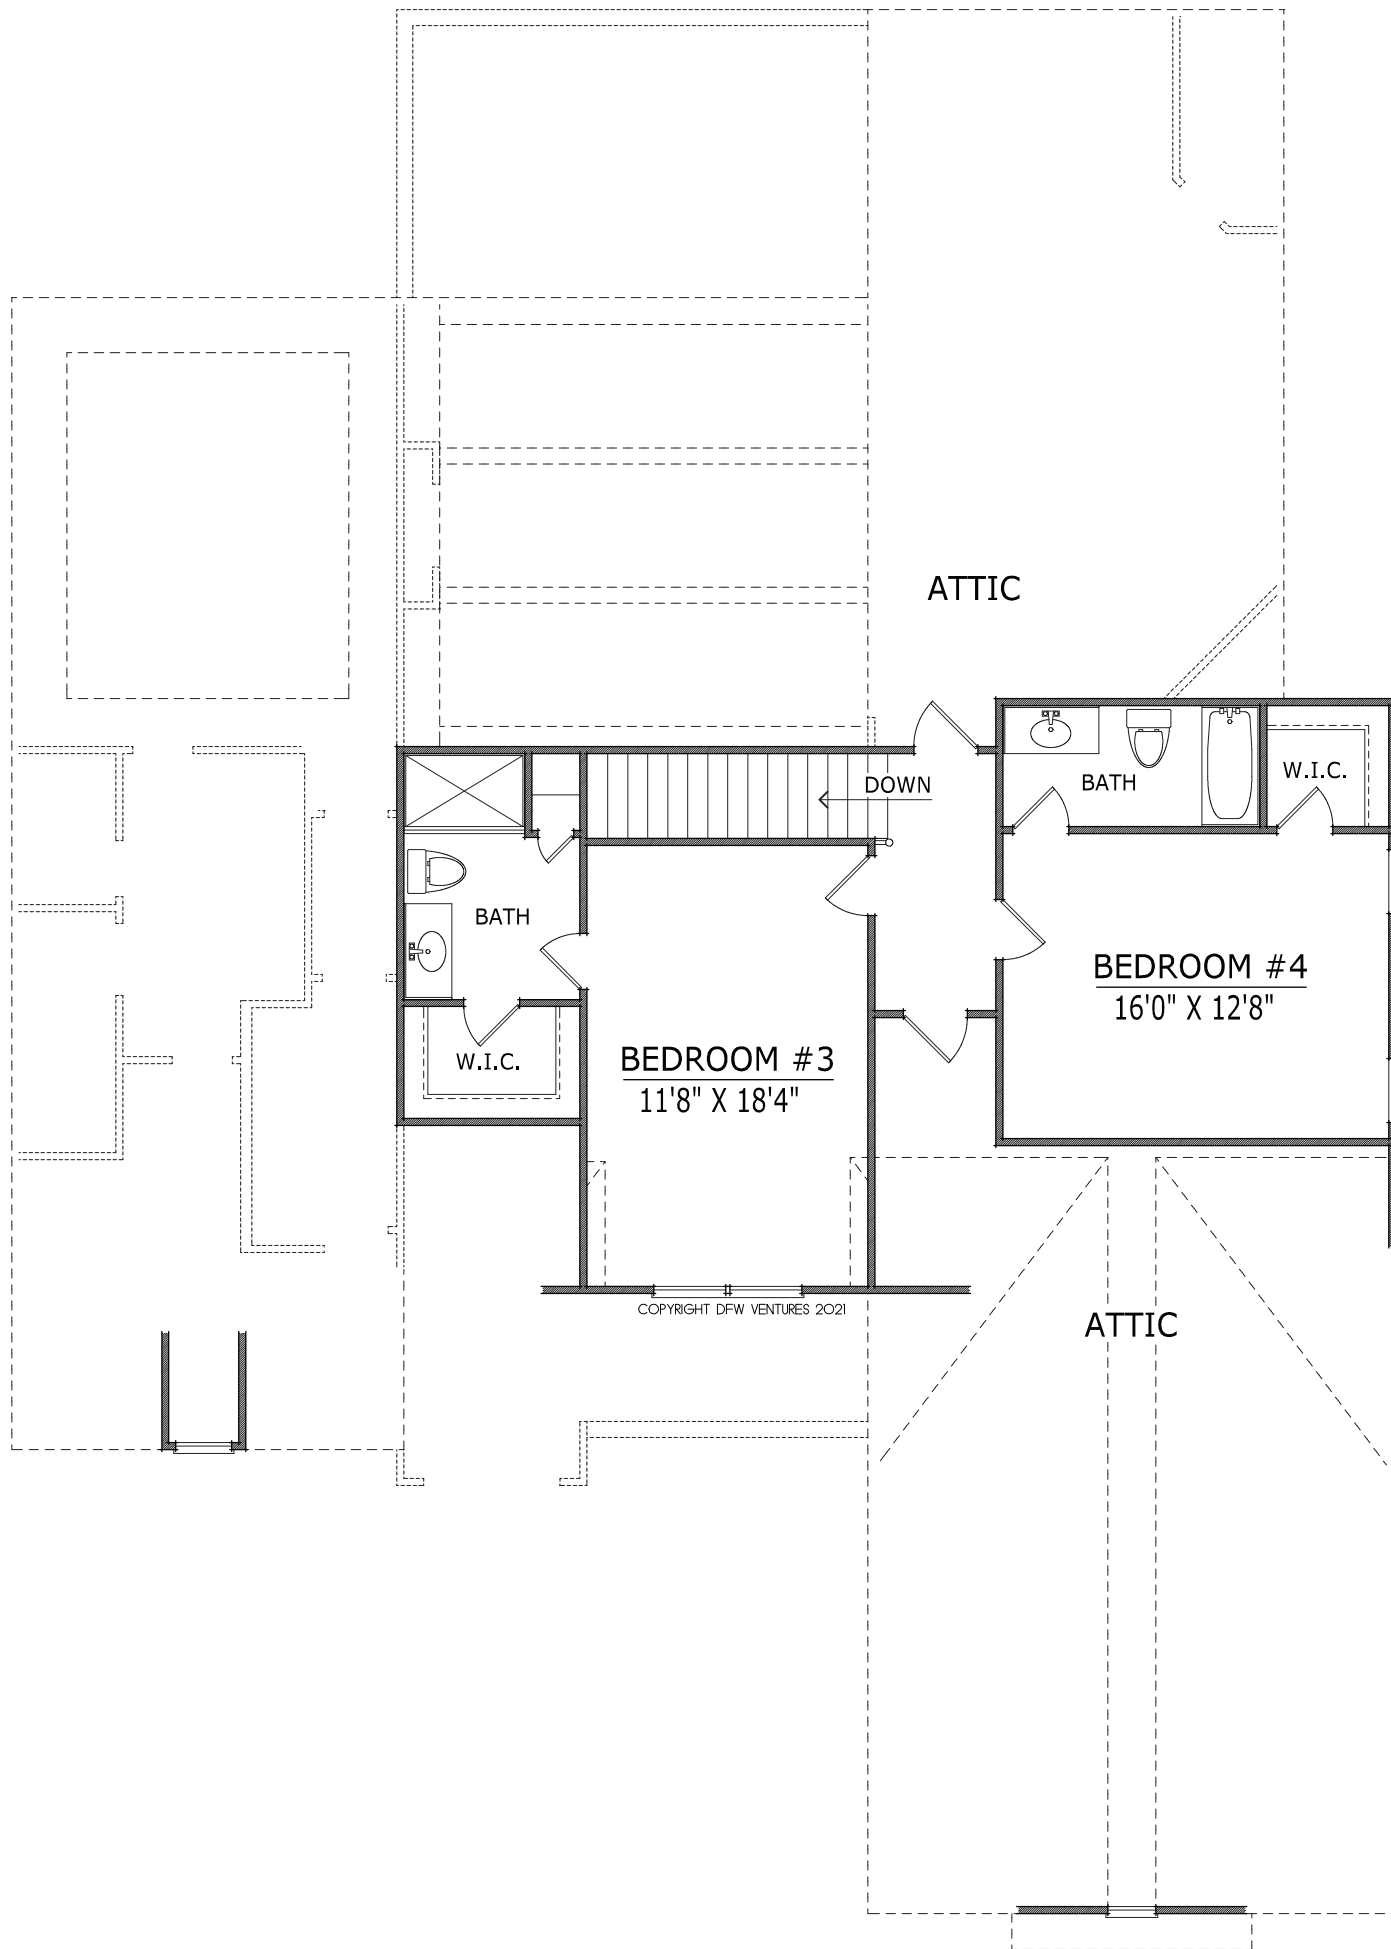 ATTIC
DOWN
BATH
W.I.C.
BATH
BEDROOM #4
16'0" X 12'8"
W.I.C.
BEDROOM #3
11'8" X 18'4"
COPYRIGHT DFW VENTURES 2021
ATTIC